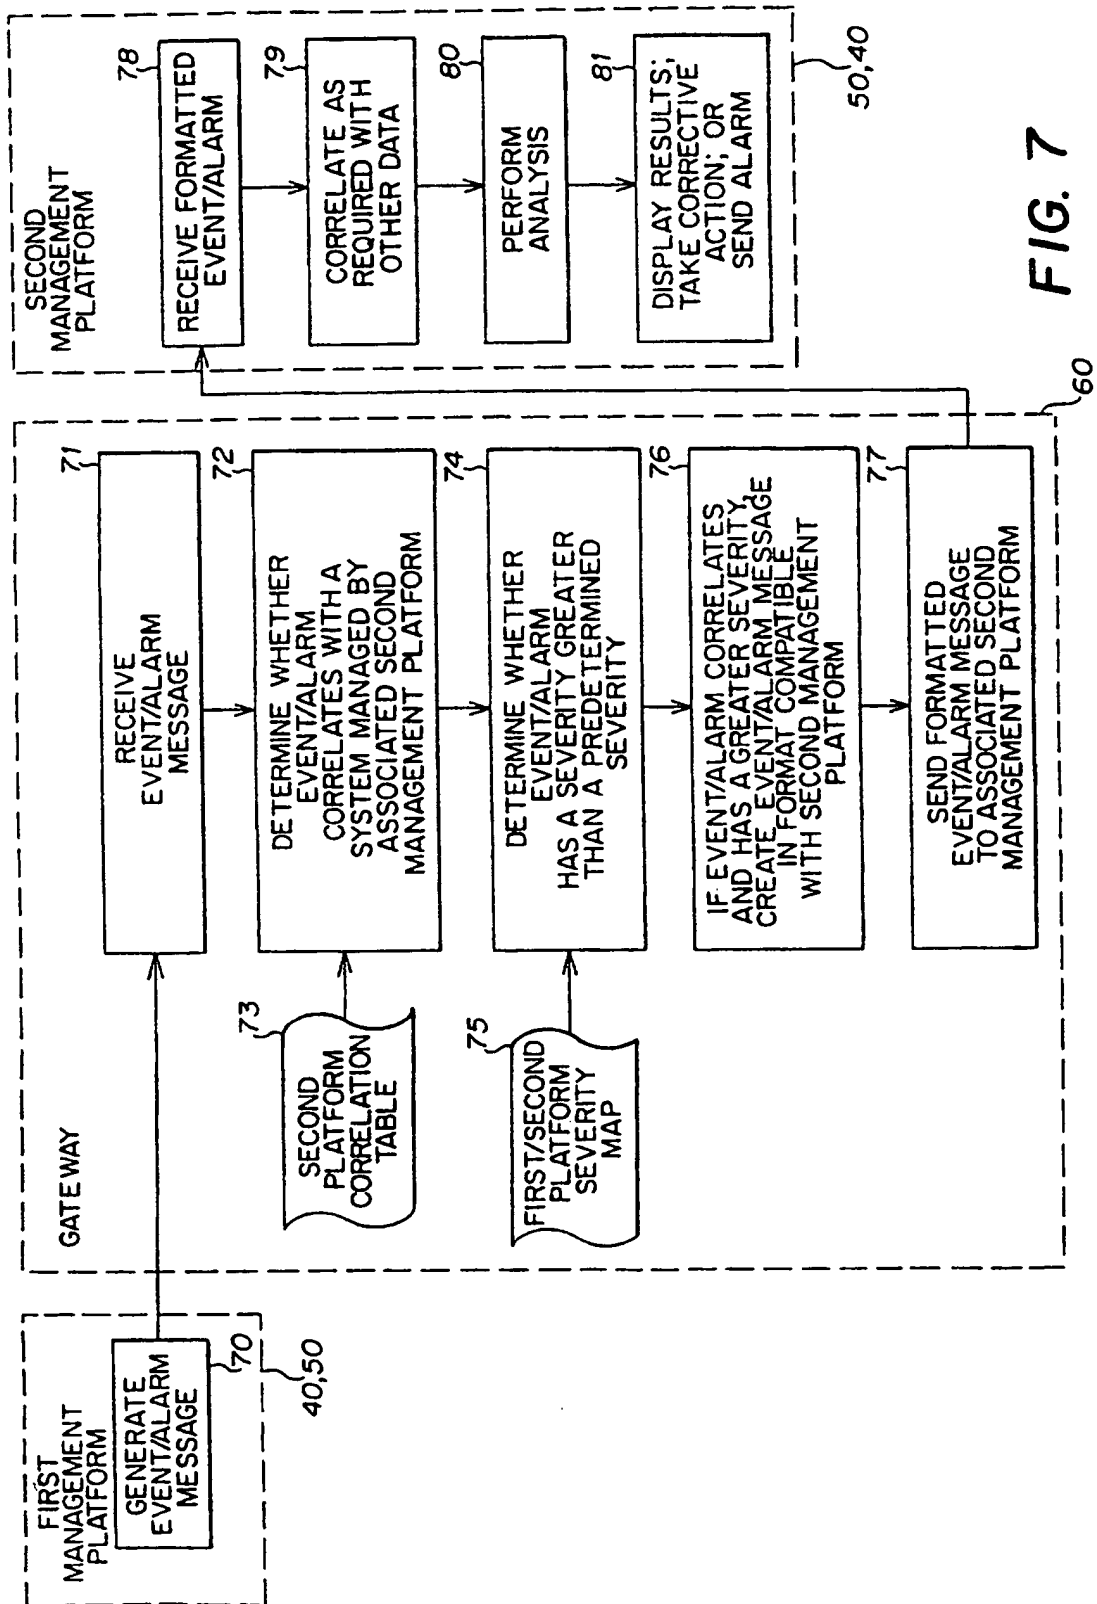 FIRST
MANAGEMENT
PLATFORM
GENERATE
EVENT/ALARM
MESSAGE
70
40,50
GATEWAY
RECEIVE
EVENT/ALARM
MESSAGE
71
SECOND
PLATFORM
CORRELATION
TABLE
73
DETERMINE WHETHER
EVENT/ALARM
CORRELATES WITH A
SYSTEM MANAGED BY
ASSOCIATED SECOND
MANAGEMENT PLATFORM
72
FIRST/SECOND
PLATFORM
SEVERITY
MAP
75
DETERMINE WHETHER
EVENT/ALARM
HAS A SEVERITY GREATER
THAN A PREDETERMINED
SEVERITY
74
IF EVENT/ALARM CORRELATES
AND HAS A GREATER SEVERITY,
CREATE EVENT/ALARM MESSAGE
IN FORMAT COMPATIBLE
WITH SECOND MANAGEMENT
PLATFORM
76
SEND FORMATTED
EVENT/ALARM MESSAGE
TO ASSOCIATED SECOND
MANAGEMENT PLATFORM
77
60
SECOND
MANAGEMENT
PLATFORM
RECEIVE FORMATTED
EVENT/ALARM
78
CORRELATE AS
REQUIRED WITH
OTHER DATA
79
PERFORM
ANALYSIS
80
DISPLAY RESULTS;
TAKE CORRECTIVE
ACTION; OR
SEND ALARM
81
50,40
FIG. 7